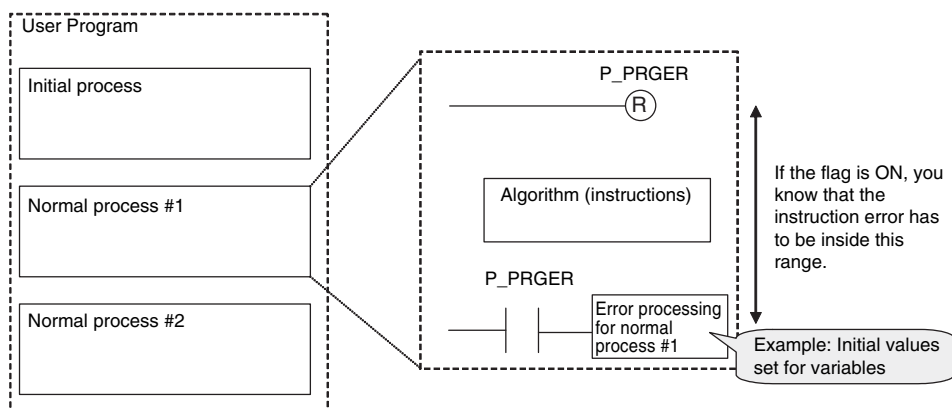 User Program
Initial process
Normal process #1
Normal process #2
P_PRGER
R
Algorithm (instructions)
P_PRGER
Error processing
for normal
process #1
If the flag is ON, you
know that the
instruction error has
to be inside this
range.
Example: Initial values
set for variables